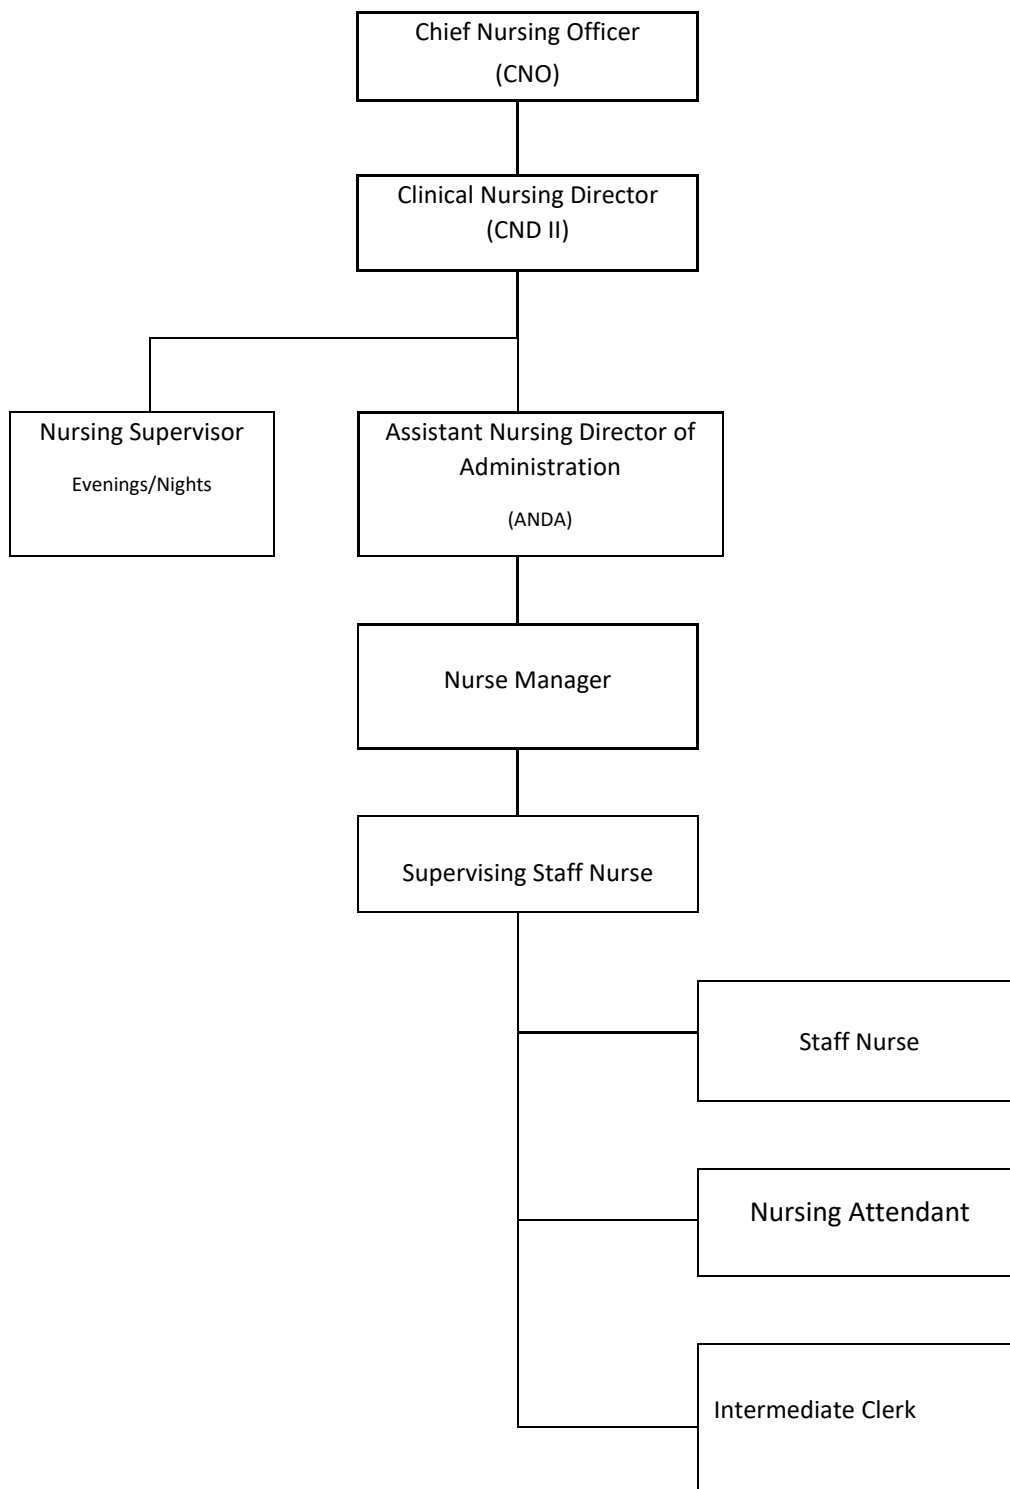 Chief Nursing Officer
(CNO)
Clinical Nursing Director
(CND II)
Nursing Supervisor
Evenings/Nights
Assistant Nursing Director of
Administration
(ANDA)
Nurse Manager
Supervising Staff Nurse
Staff Nurse
Nursing Attendant
Intermediate Clerk